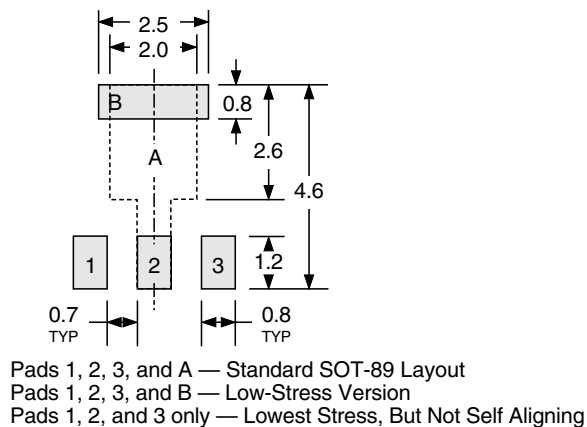 2.5
2.0
B
0.8
A
2.6
4.6
1
2
3
1.2
0.7
TYP
0.8
TYP
Pads 1, 2, 3, and A — Standard SOT-89 Layout
Pads 1, 2, 3, and B — Low-Stress Version
Pads 1, 2, and 3 only — Lowest Stress, But Not Self Aligning